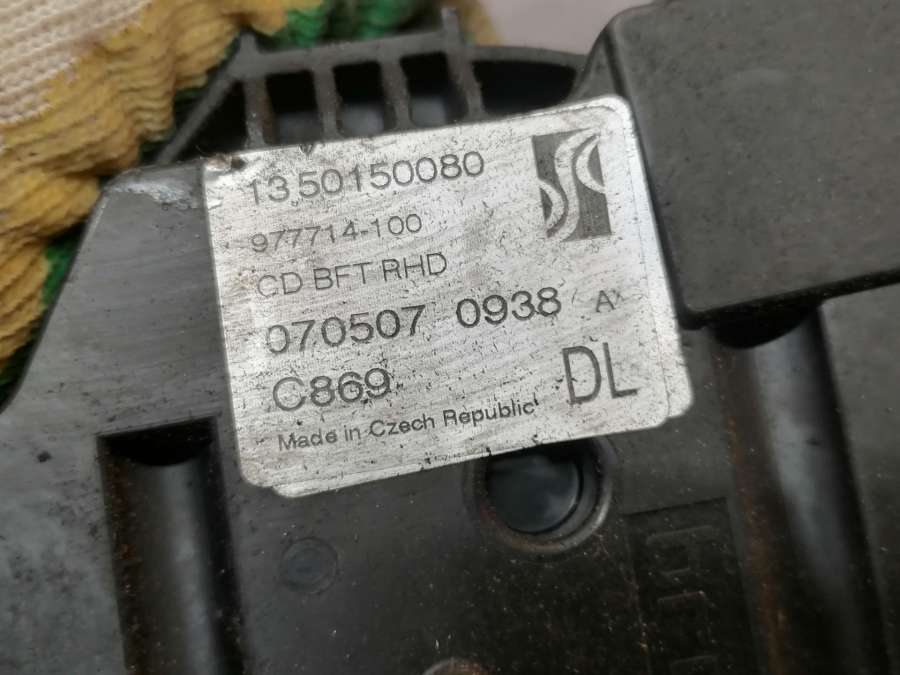 1350150080
977714-100
CD BFT RHD
070507 0938 A
C869
DL
Made in Czech Republic